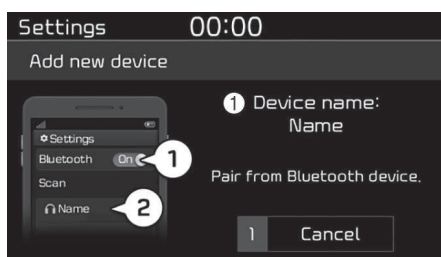 Settings 00:00
Add new device
Settings
Bluetooth On
1
Scan
Name
2
1 Device name:
Name
Pair from Bluetooth device.
1 Cancel